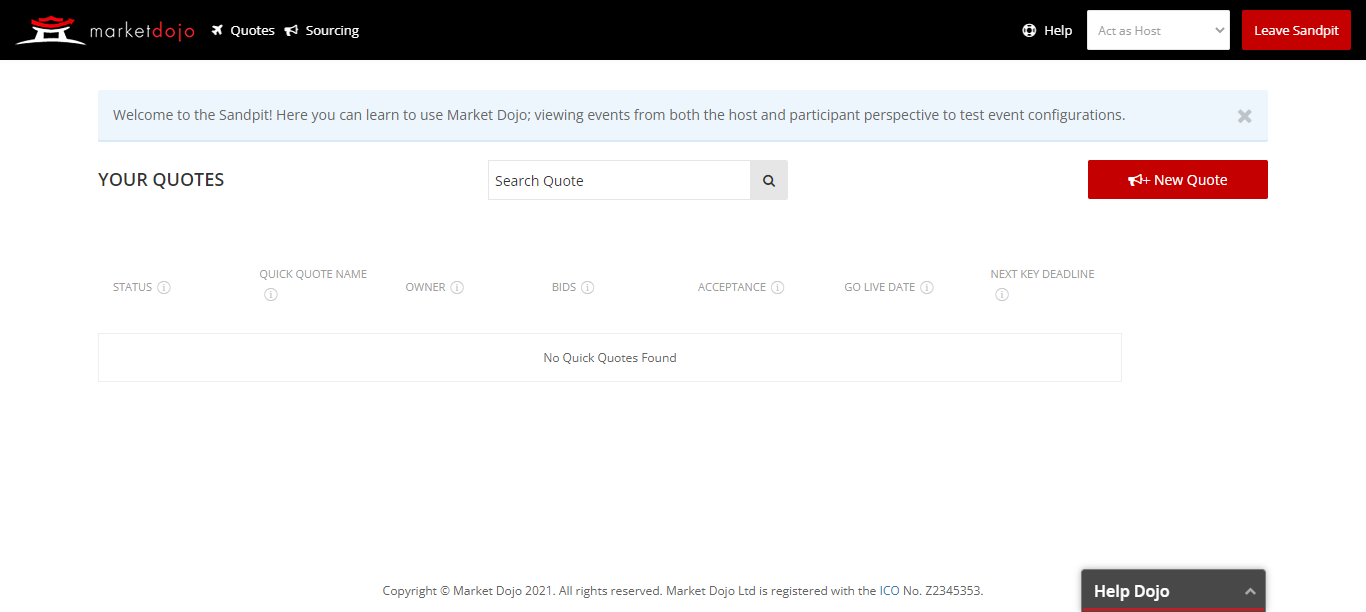 marketdojo Quotes Sourcing Help Act as Host Leave Sandpit
Welcome to the Sandpit! Here you can learn to use Market Dojo; viewing events from both the host and participant perspective to test event configurations.
YOUR QUOTES Search Quote + New Quote
STATUS QUICK QUOTE NAME OWNER BIDS ACCEPTANCE GO LIVE DATE NEXT KEY DEADLINE
No Quick Quotes Found
Copyright © Market Dojo 2021. All rights reserved. Market Dojo Ltd is registered with the ICO No. Z2345353.
Help Dojo